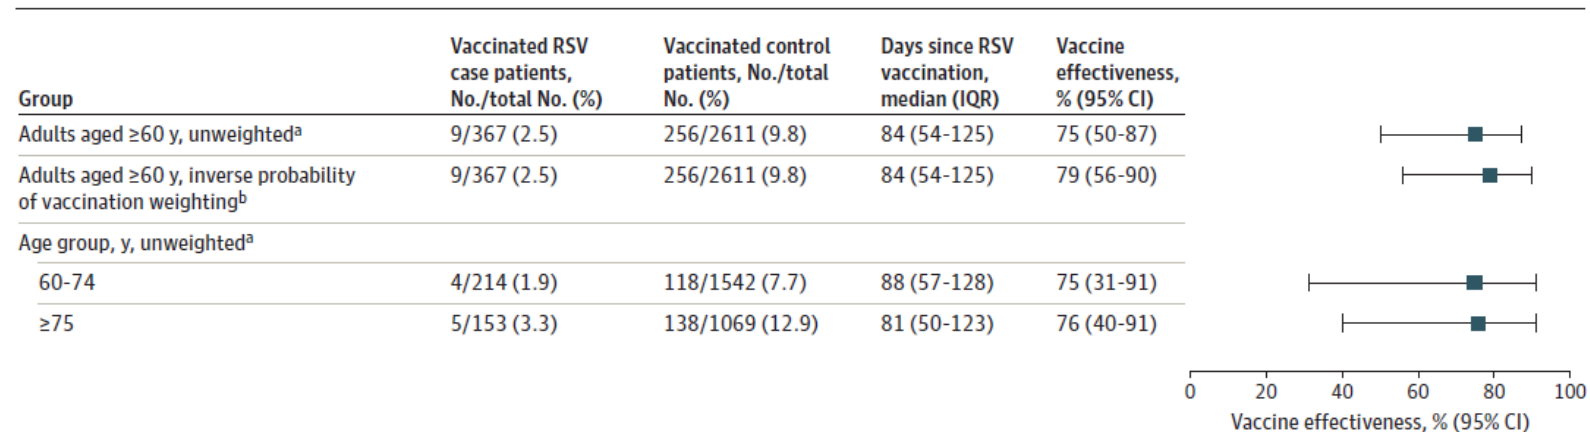 Group
Vaccinated RSV
case patients,
No./total No. (%)
Vaccinated control
patients, No./total
No. (%)
Days since RSV
vaccination,
median (IQR)
Vaccine
effectiveness,
% (95% CI)
Adults aged ≥60 y, unweightedᵃ 9/367 (2.5) 256/2611 (9.8) 84 (54-125) 75 (50-87)
Adults aged ≥60 y, inverse probability 9/367 (2.5) 256/2611 (9.8) 84 (54-125) 79 (56-90)
of vaccination weightingᵇ
Age group, y, unweightedᵃ
60-74 4/214 (1.9) 118/1542 (7.7) 88 (57-128) 75 (31-91)
≥75 5/153 (3.3) 138/1069 (12.9) 81 (50-123) 76 (40-91)
0 20 40 60 80 100
Vaccine effectiveness, % (95% CI)